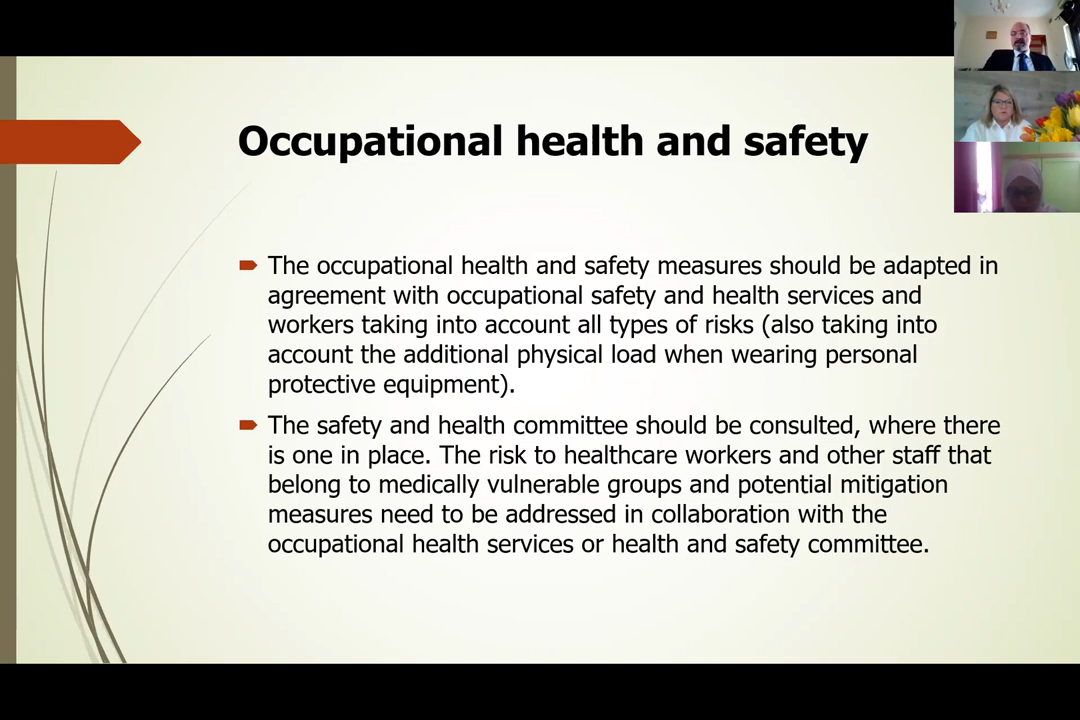 Occupational health and safety
The occupational health and safety measures should be adapted in
agreement with occupational safety and health services and
workers taking into account all types of risks (also taking into
account the additional physical load when wearing personal
protective equipment).
The safety and health committee should be consulted, where there
is one in place. The risk to healthcare workers and other staff that
belong to medically vulnerable groups and potential mitigation
measures need to be addressed in collaboration with the
occupational health services or health and safety committee.